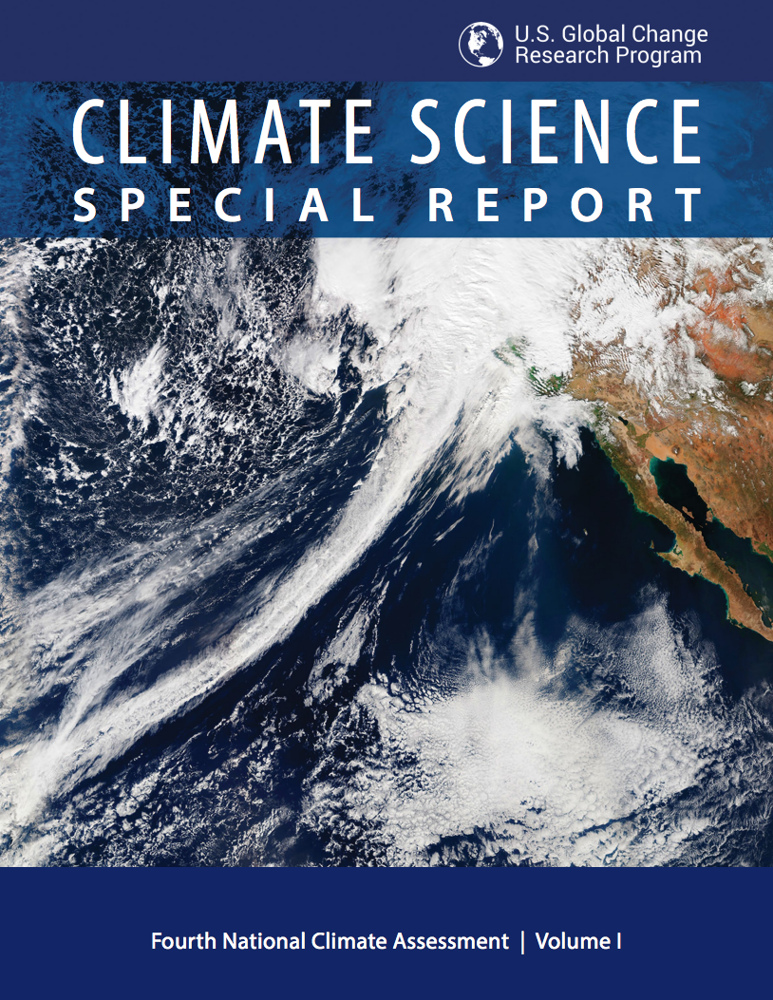 U.S. Global Change
Research Program
CLIMATE SCIENCE
SPECIAL REPORT
Fourth National Climate Assessment | Volume I